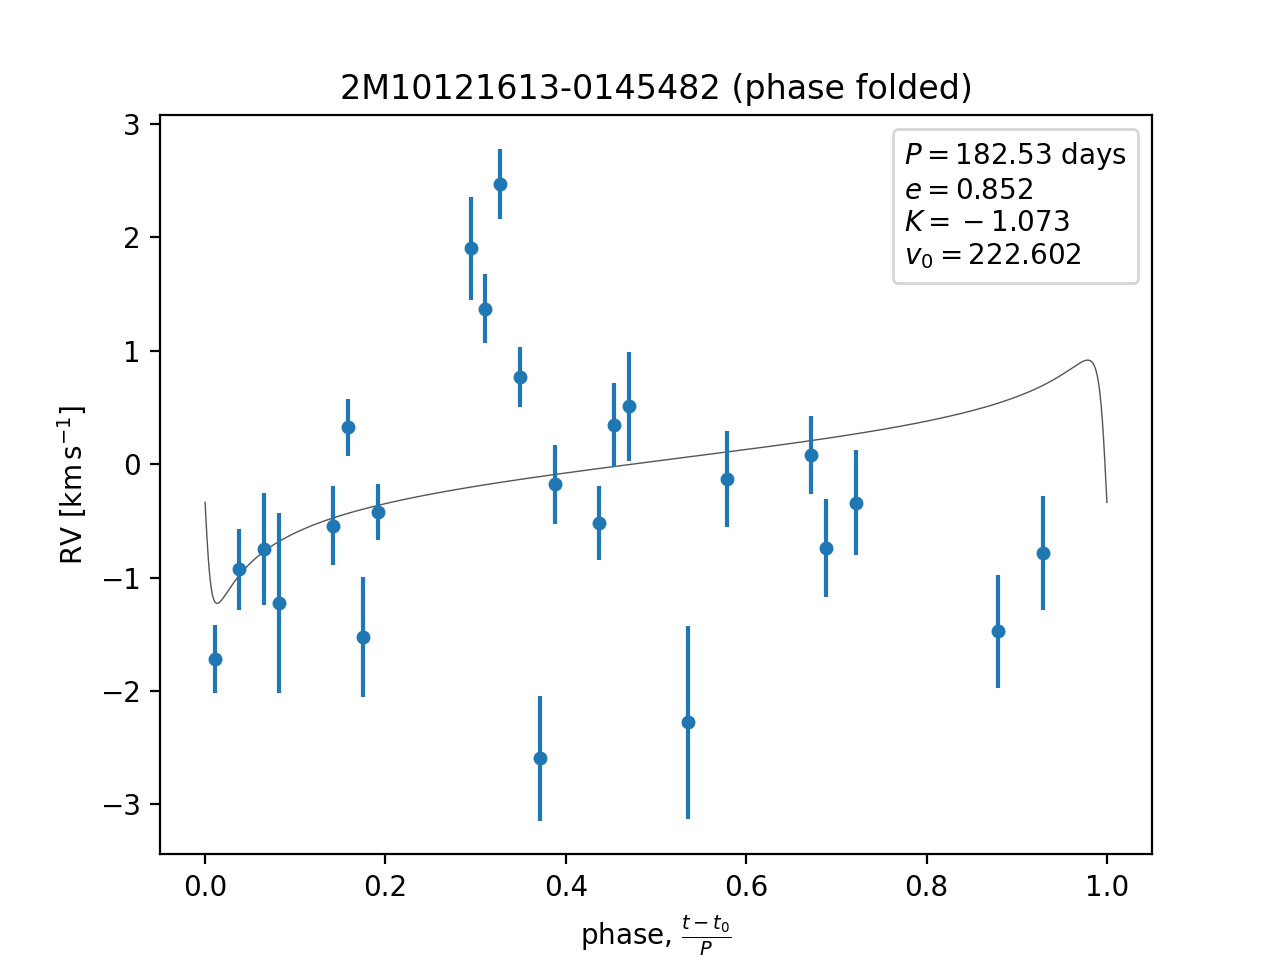 2M10121613-0145482 (phase folded)
P = 182.53 days
e = 0.852
K = −1.073
v₀ = 222.602
3
2
1
0
−1
−2
−3
RV [km s⁻¹]
0.0 0.2 0.4 0.6 0.8 1.0
phase, (t − t₀)/P